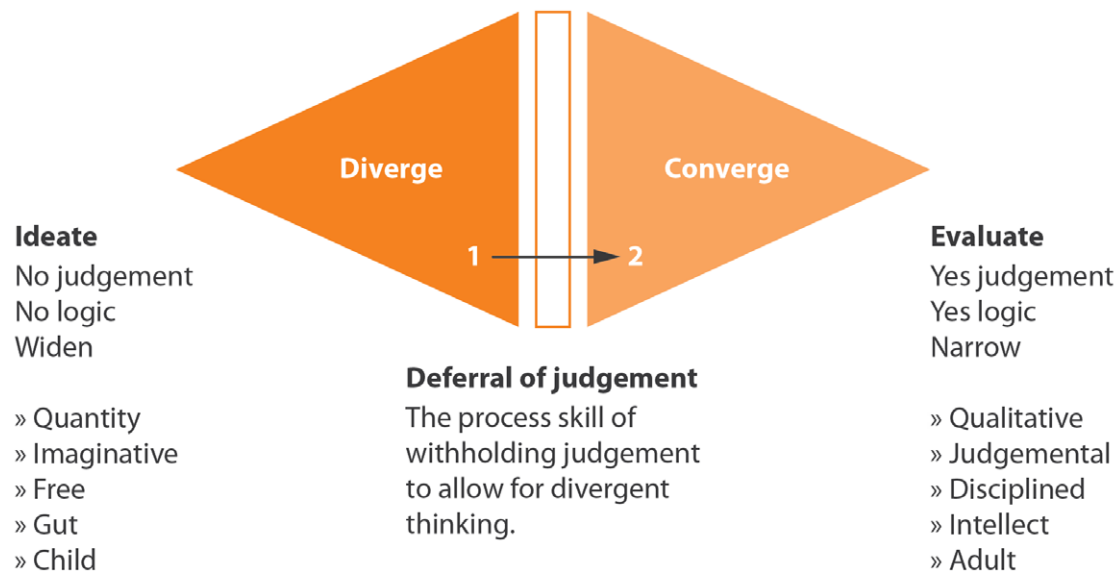 Diverge
Converge
1
2
Ideate
No judgement
No logic
Widen
» Quantity
» Imaginative
» Free
» Gut
» Child
Deferral of judgement
The process skill of
withholding judgement
to allow for divergent
thinking.
Evaluate
Yes judgement
Yes logic
Narrow
» Qualitative
» Judgemental
» Disciplined
» Intellect
» Adult